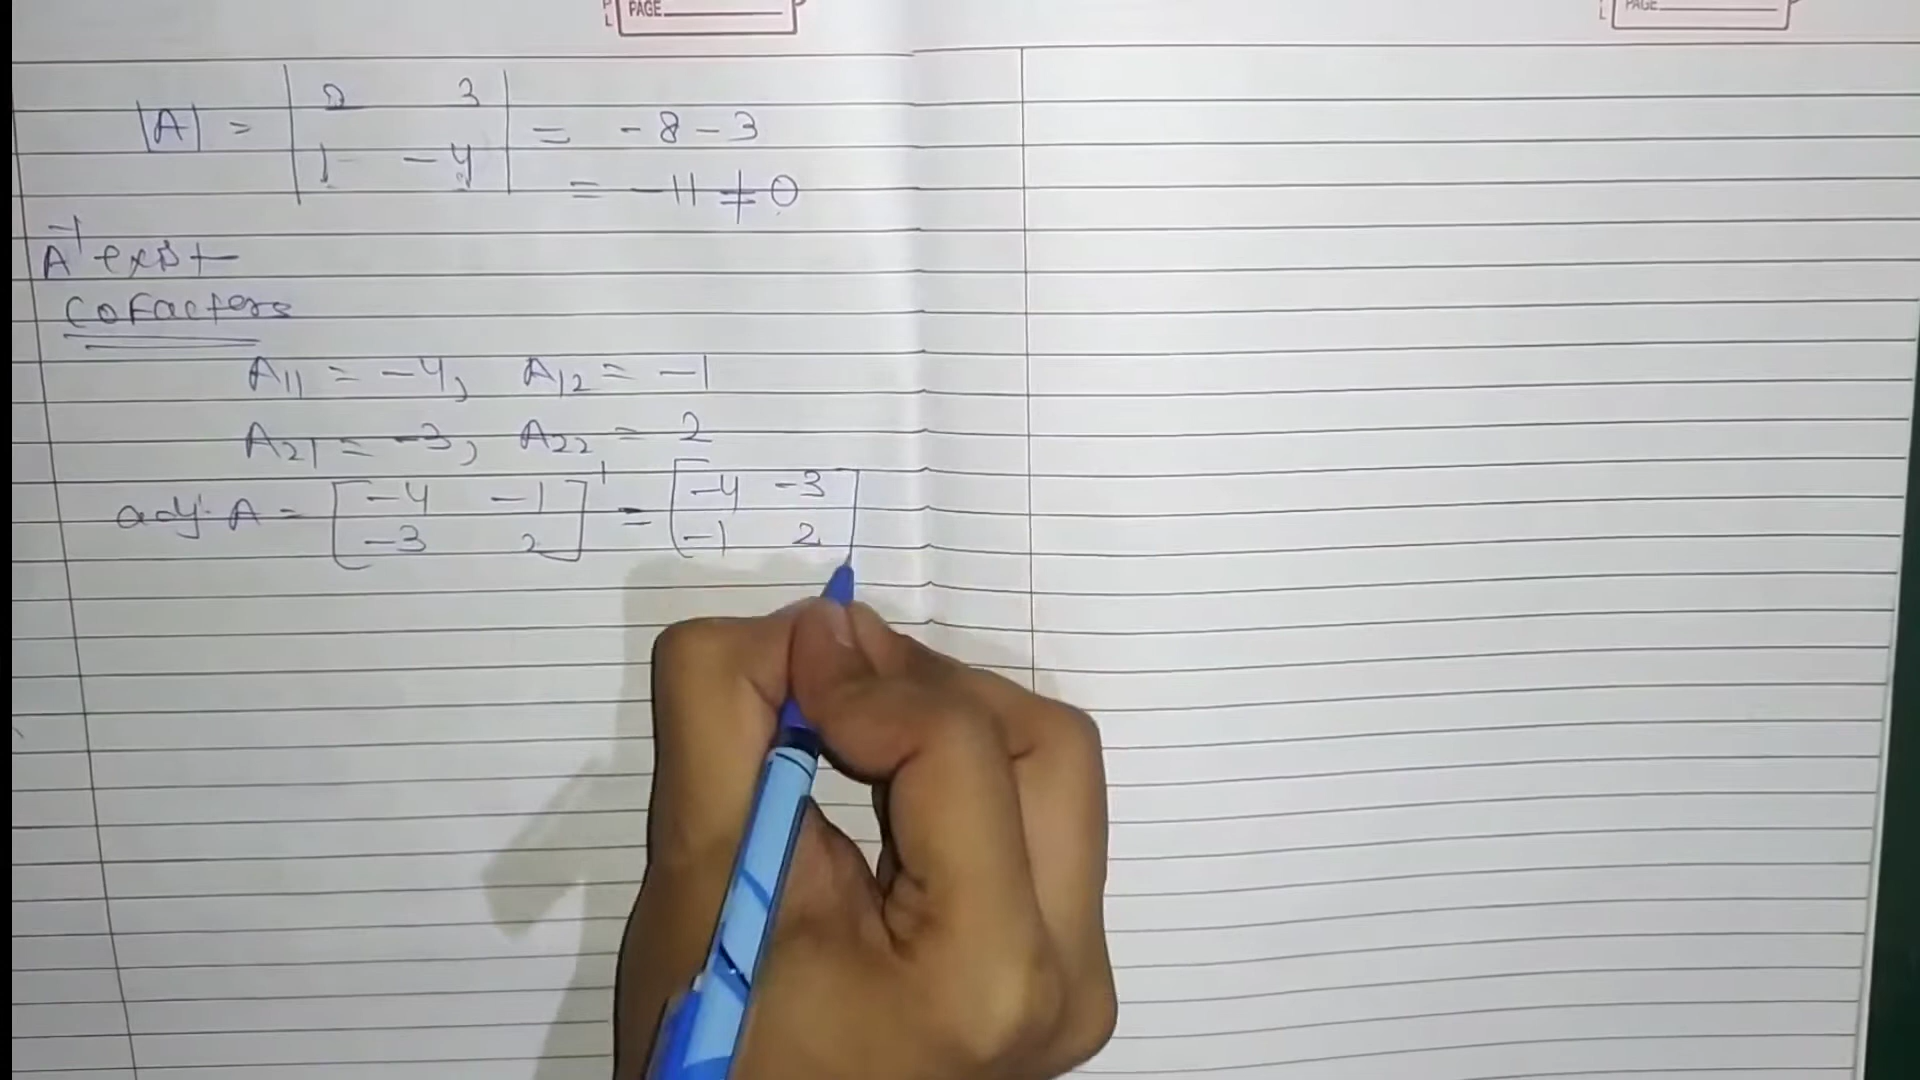 PAGE
PAGE
|A| = | 2 3 | = -8 - 3
| 1 -4 | = -11 ≠ 0
A⁻¹ exist
Cofactors
A₁₁ = -4, A₁₂ = -1
A₂₁ = -3, A₂₂ = 2
adj. A = [ -4 -1 ]' = [ -4 -3 ]
[ -3 2 ] [ -1 2 ]